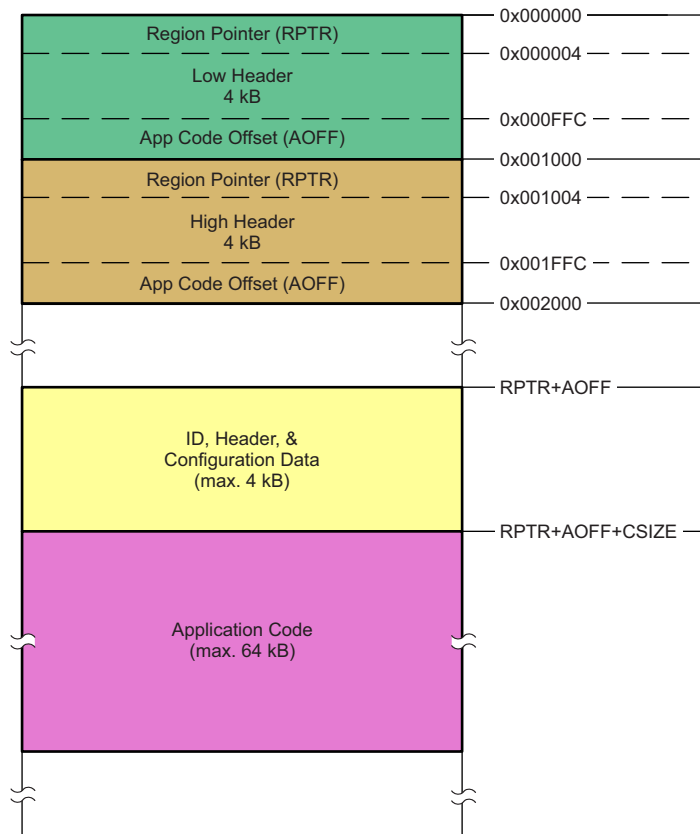 0x000000
Region Pointer (RPTR)
0x000004
Low Header
4 kB
0x000FFC
App Code Offset (AOFF)
0x001000
Region Pointer (RPTR)
0x001004
High Header
4 kB
0x001FFC
App Code Offset (AOFF)
0x002000
RPTR+AOFF
ID, Header, &
Configuration Data
(max. 4 kB)
RPTR+AOFF+CSIZE
Application Code
(max. 64 kB)